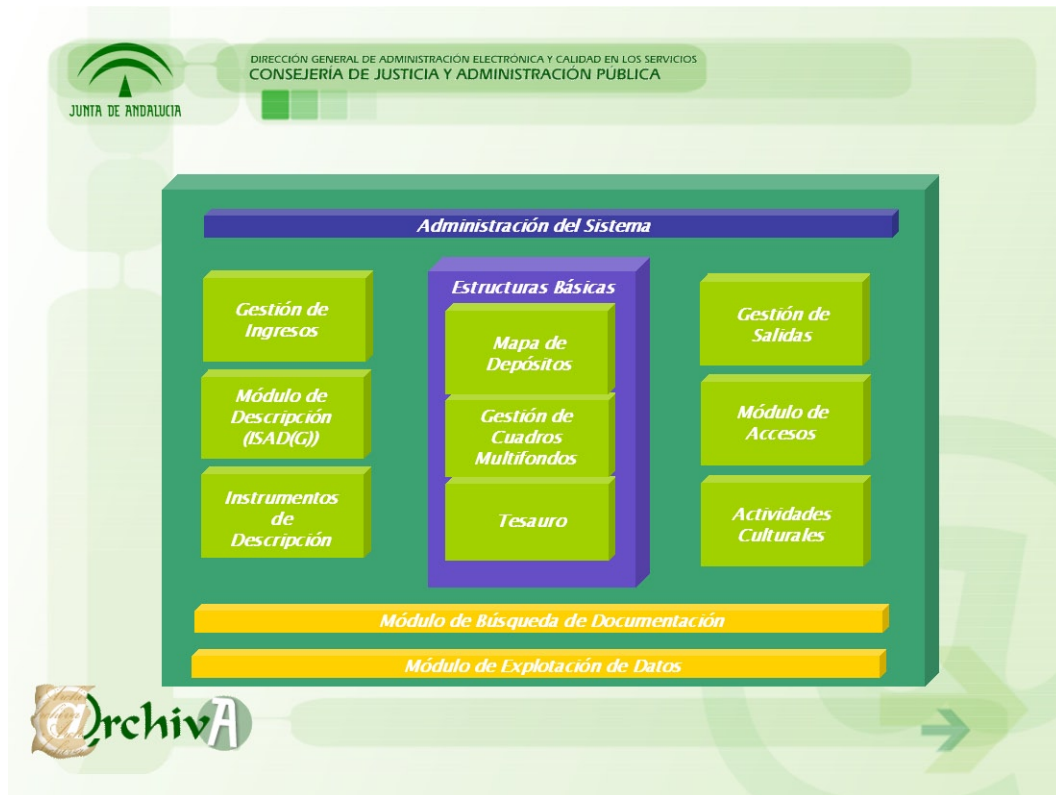 DIRECCIÓN GENERAL DE ADMINISTRACIÓN ELECTRÓNICA Y CALIDAD EN LOS SERVICIOS
CONSEJERÍA DE JUSTICIA Y ADMINISTRACIÓN PÚBLICA
JUNTA DE ANDALUCIA
Administración del Sistema
Gestión de
Ingresos
Módulo de
Descripción
(ISAD(G))
Instrumentos
de
Descripción
Estructuras Básicas
Mapa de
Depósitos
Gestión de
Cuadros
Multifondos
Tesauro
Gestión de
Salidas
Módulo de
Accesos
Actividades
Culturales
Módulo de Búsqueda de Documentación
Módulo de Explotación de Datos
@rchivA